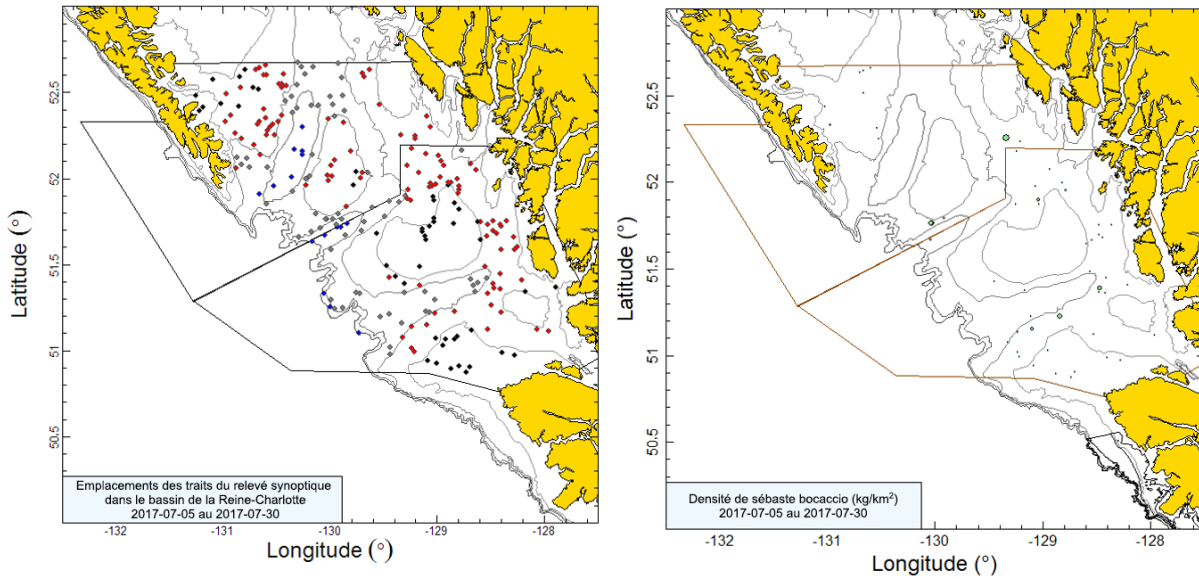 52.5
52
51.5
51
50.5
Latitude (°)
Emplacements des traits du relevé synoptique
dans le bassin de la Reine-Charlotte
2017-07-05 au 2017-07-30
-132
-131
-130
-129
-128
Longitude (°)
52.5
52
51.5
51
50.5
Latitude (°)
Densité de sébaste bocaccio (kg/km²)
2017-07-05 au 2017-07-30
-132
-131
-130
-129
-128
Longitude (°)